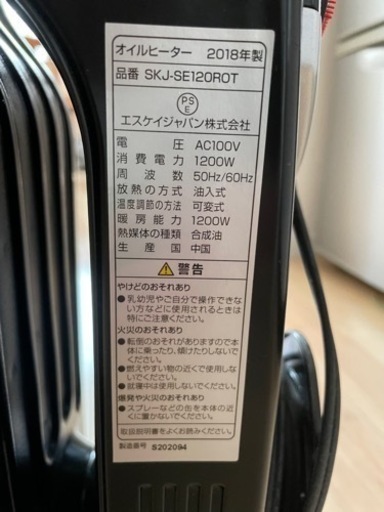 オイルヒーター 2018年製
品番 SKJ-SE120ROT
PSE
エスケイジャパン株式会社
電圧 AC100V
消費電力 1200W
周波数 50Hz/60Hz
放熱の方式 油入式
温度調節の方法 可変式
暖房能力 1200W
熱媒体の種類 合成油
生産国 中国
⚠警告
やけどのおそれあり
●乳幼児やご自分で操作できな
い方などに使用されるときは
特にご注意ください。
火災のおそれあり
●転倒のおそれがありますので本
体に乗ったり、傾けたりしないで
ください。
●燃えやすい物の近くで使用しな
いでください。
●就寝中は使用しないでください。
爆発や火災のおそれあり
●スプレーなどの缶を本体の近
くに置かないでください。
取扱説明書をよくお読みください。
製造番号 S202094